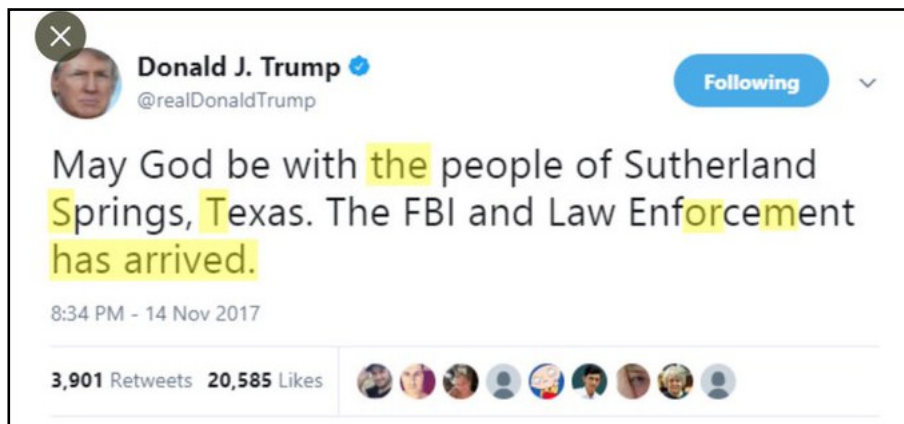 Donald J. Trump
@realDonaldTrump
Following
May God be with the people of Sutherland
Springs, Texas. The FBI and Law Enforcement
has arrived.
8:34 PM - 14 Nov 2017
3,901 Retweets 20,585 Likes